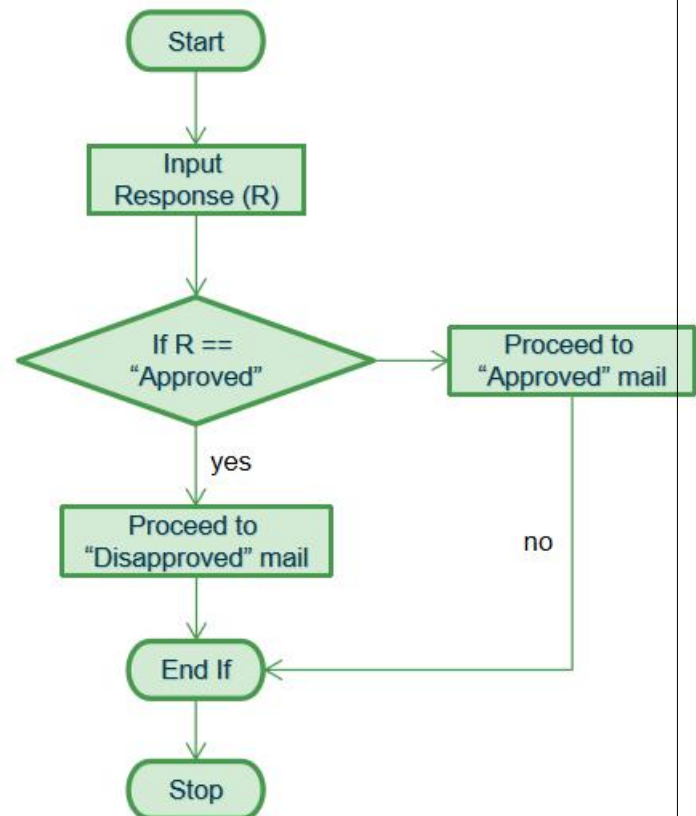 Start
Input
Response (R)
If R ==
“Approved”
Proceed to
“Approved” mail
yes
Proceed to
“Disapproved” mail
no
End If
Stop